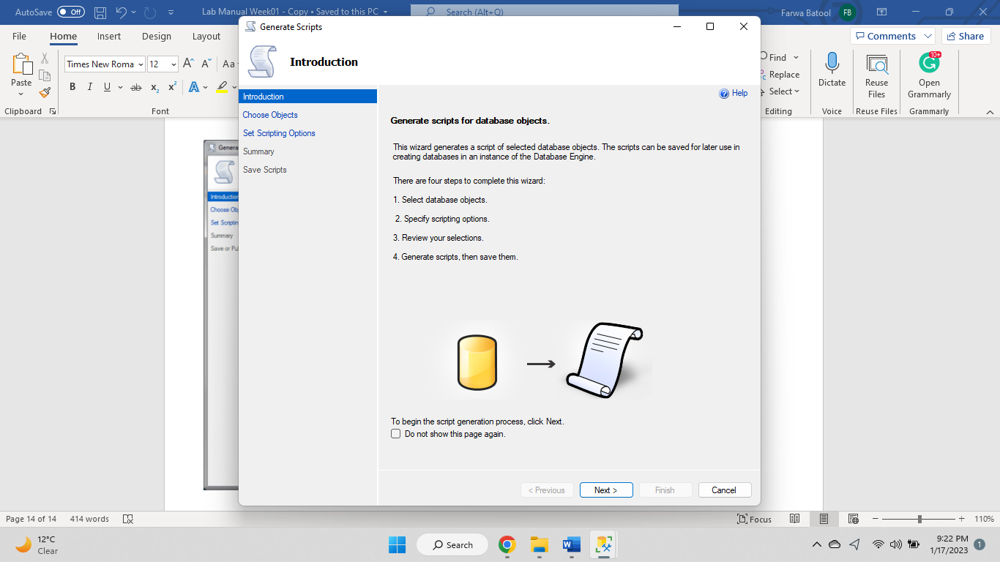 AutoSave Off Lab Manual Week01 - Copy • Saved to this PC Search (Alt+Q) Farwa Batool FB
File Home Insert Design Layout Comments Share
Generate Scripts
Introduction
Paste
Clipboard
Times New Roma 12 A A Aa
B I U ab x₂ x² A
Font
Find
Replace
Select
Editing
Dictate
Voice
Reuse
Files
Reuse Files
10+
Open
Grammarly
Grammarly
Introduction
Choose Objects
Set Scripting Options
Summary
Save Scripts
Help
Generate scripts for database objects.
This wizard generates a script of selected database objects. The scripts can be saved for later use in
creating databases in an instance of the Database Engine.
There are four steps to complete this wizard:
1. Select database objects.
2. Specify scripting options.
3. Review your selections.
4. Generate scripts, then save them.
To begin the script generation process, click Next.
Do not show this page again.
< Previous Next > Finish Cancel
Genera
Introduction
Choose Obj
Set Scriptin
Summary
Save or Pu
Page 14 of 14 414 words Focus 110%
12°C
Clear
Search
9:22 PM
1/17/2023
1